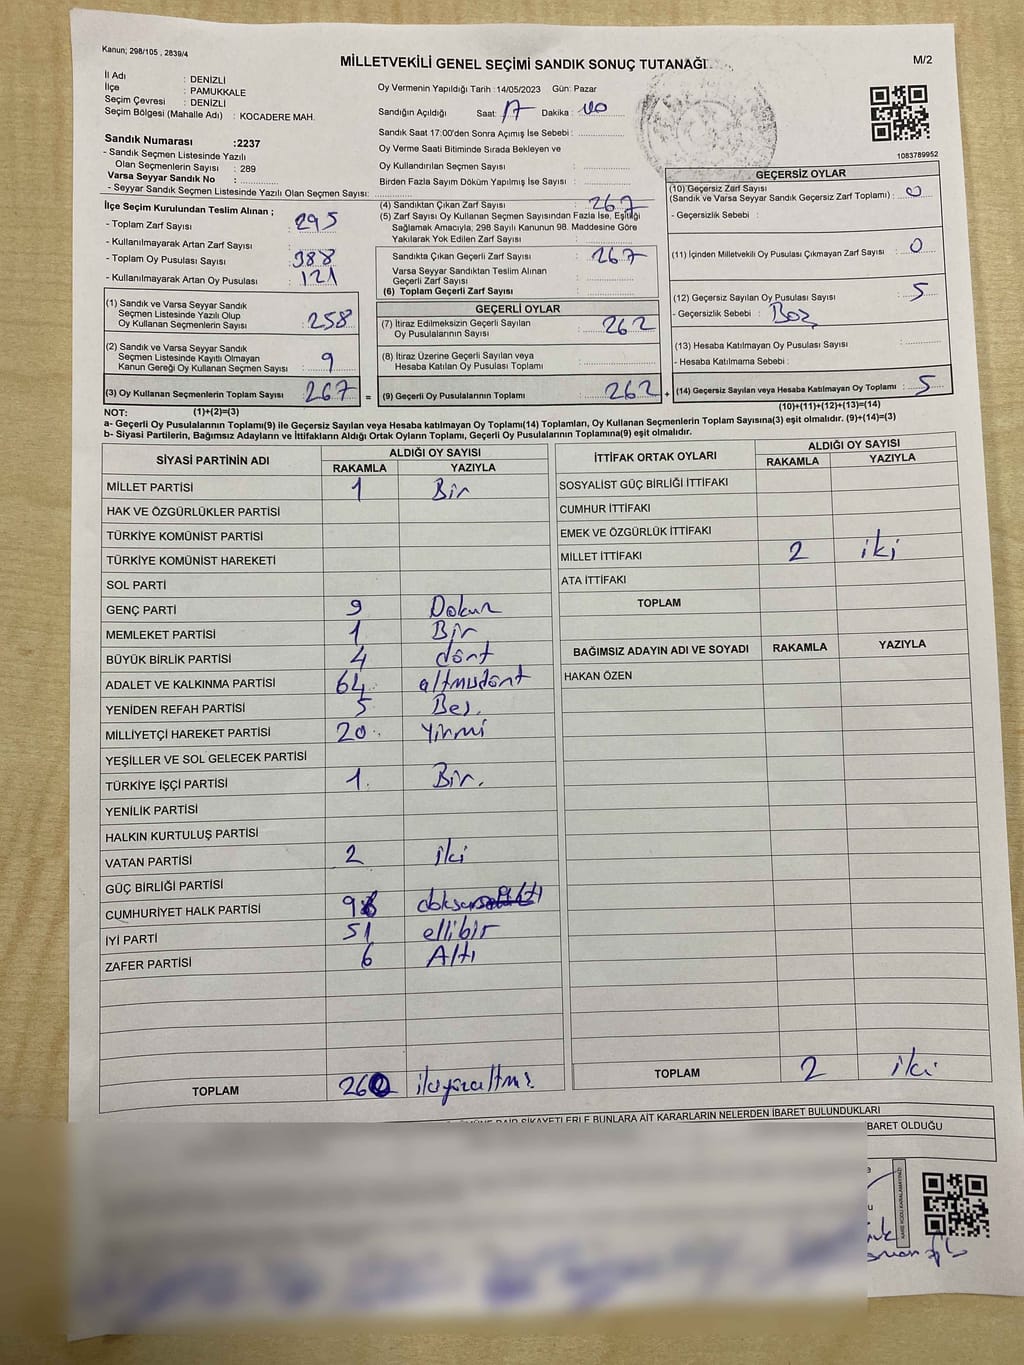 Kanun; 298/105 , 2839/4
MİLLETVEKİLİ GENEL SEÇİMİ SANDIK SONUÇ TUTANAĞI
M/2
İl Adı : DENİZLİ
İlçe : PAMUKKALE
Seçim Çevresi : DENİZLİ
Seçim Bölgesi (Mahalle Adı) : KOCADERE MAH.
Sandık Numarası :2237
- Sandık Seçmen Listesinde Yazılı
Olan Seçmenlerin Sayısı : 289
Varsa Seyyar Sandık No :
- Seyyar Sandık Seçmen Listesinde Yazılı Olan Seçmen Sayısı:
Oy Vermenin Yapıldığı Tarih :14/05/2023 Gün: Pazar
Sandığın Açıldığı Saat: 17 Dakika: 00
Sandık Saat 17:00'den Sonra Açımış İse Sebebi :
Oy Verme Saati Bitiminde Sırada Bekleyen ve
Oy Kullandırılan Seçmen Sayısı
Birden Fazla Sayım Döküm Yapılmış İse Sayısı :
1083789952
İlçe Seçim Kurulundan Teslim Alınan ;
- Toplam Zarf Sayısı : 295
- Kullanılmayarak Artan Zarf Sayısı :
- Toplam Oy Pusulası Sayısı : 388
- Kullanılmayarak Artan Oy Pusulası : 121
(1) Sandık ve Varsa Seyyar Sandık
Seçmen Listesinde Yazılı Olup
Oy Kullanan Seçmenlerin Sayısı : 258
(2) Sandık ve Varsa Seyyar Sandık
Seçmen Listesinde Kayıtlı Olmayan
Kanun Gereği Oy Kullanan Seçmen Sayısı : 9
(3) Oy Kullanan Seçmenlerin Toplam Sayısı : 267 =
(4) Sandıktan Çıkan Zarf Sayısı : 267
(5) Zarf Sayısı Oy Kullanan Seçmen Sayısından Fazla İse, Eşitliği
Sağlamak Amacıyla, 298 Sayılı Kanunun 98. Maddesine Göre
Yakılarak Yok Edilen Zarf Sayısı :
Sandıkta Çıkan Geçerli Zarf Sayısı : 267
Varsa Seyyar Sandıktan Teslim Alınan
Geçerli Zarf Sayısı :
(6) Toplam Geçerli Zarf Sayısı :
GEÇERLİ OYLAR
(7) İtiraz Edilmeksizin Geçerli Sayılan
Oy Pusulalarının Sayısı : 262
(8) İtiraz Üzerine Geçerli Sayılan veya
Hesaba Katılan Oy Pusulası Toplamı :
(9) Geçerli Oy Pusulalarının Toplamı : 262 +
GEÇERSİZ OYLAR
(10) Geçersiz Zarf Sayısı
(Sandık ve Varsa Seyyar Sandık Geçersiz Zarf Toplamı) : 0
- Geçersizlik Sebebi :
(11) İçinden Milletvekili Oy Pusulası Çıkmayan Zarf Sayısı : 0
(12) Geçersiz Sayılan Oy Pusulası Sayısı : 5
- Geçersizlik Sebebi : Boş
(13) Hesaba Katılmayan Oy Pusulası Sayısı :
- Hesaba Katılmama Sebebi :
(14) Geçersiz Sayılan veya Hesaba Katılmayan Oy Toplamı : 5
NOT: (1)+(2)=(3)
(10)+(11)+(12)+(13)=(14)
a- Geçerli Oy Pusulalarının Toplamı(9) ile Geçersiz Sayılan veya Hesaba katılmayan Oy Toplamı(14) Toplamları, Oy Kullanan Seçmenlerin Toplam Sayısına(3) eşit olmalıdır. (9)+(14)=(3)
b- Siyasi Partilerin, Bağımsız Adayların ve İttifakların Aldığı Ortak Oyların Toplamı, Geçerli Oy Pusulalarının Toplamına(9) eşit olmalıdır.
SİYASİ PARTİNİN ADI ALDIĞI OY SAYISI
RAKAMLA YAZIYLA
MİLLET PARTİSİ 1 Bir
HAK VE ÖZGÜRLÜKLER PARTİSİ
TÜRKİYE KOMÜNİST PARTİSİ
TÜRKİYE KOMÜNİST HAREKETİ
SOL PARTİ
GENÇ PARTİ 9 Dokuz
MEMLEKET PARTİSİ 1 Bir
BÜYÜK BİRLİK PARTİSİ 4 dört
ADALET VE KALKINMA PARTİSİ 64 altmışdört
YENİDEN REFAH PARTİSİ 5 Beş
MİLLİYETÇİ HAREKET PARTİSİ 20 yirmi
YEŞİLLER VE SOL GELECEK PARTİSİ
TÜRKİYE İŞÇİ PARTİSİ 1 Bir.
YENİLİK PARTİSİ
HALKIN KURTULUŞ PARTİSİ
VATAN PARTİSİ 2 iki
GÜÇ BİRLİĞİ PARTİSİ
CUMHURİYET HALK PARTİSİ
İYİ PARTİ 51 ellibir
ZAFER PARTİSİ 6 Altı
TOPLAM 260 ikiyüzaltmış
İTTİFAK ORTAK OYLARI ALDIĞI OY SAYISI
RAKAMLA YAZIYLA
SOSYALİST GÜÇ BİRLİĞİ İTTİFAKI
CUMHUR İTTİFAKI
EMEK VE ÖZGÜRLÜK İTTİFAKI
MİLLET İTTİFAKI 2 iki
ATA İTTİFAKI
TOPLAM
BAĞIMSIZ ADAYIN ADI VE SOYADI RAKAMLA YAZIYLA
HAKAN ÖZEN
TOPLAM 2 iki
ŞİKAYETLERLE BUNLARA AİT KARARLARIN NELERDEN İBARET BULUNDUKLARI
BARET OLDUĞU